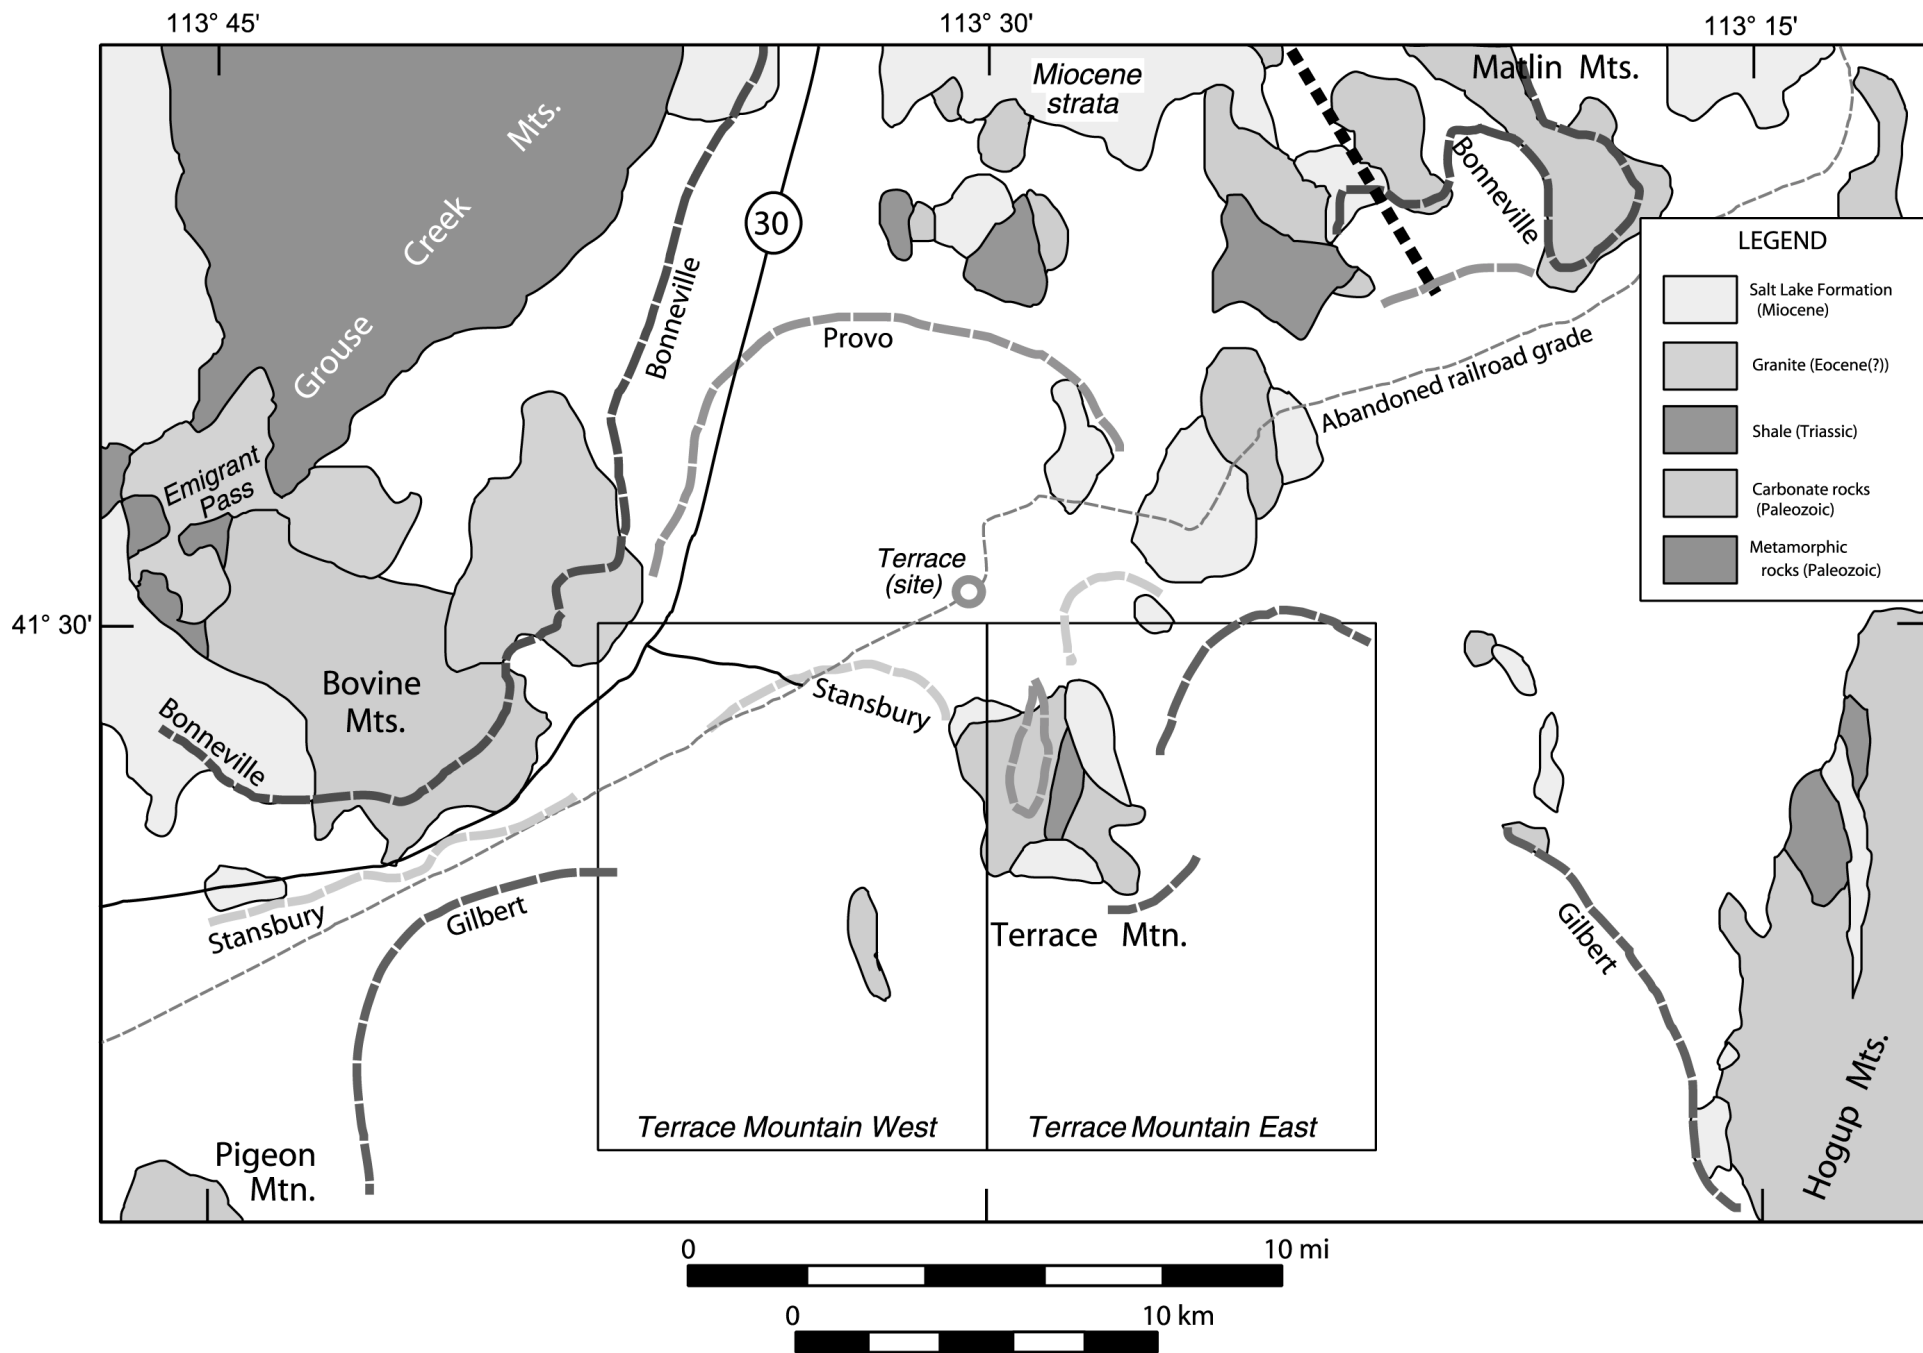 113° 45'
113° 30'
113° 15'
Miocene
strata
Matlin Mts.
Mts.
Creek
Grouse
Bonneville
30
Bonneville
LEGEND
Salt Lake Formation
(Miocene)
Granite (Eocene(?))
Shale (Triassic)
Carbonate rocks
(Paleozoic)
Metamorphic
rocks (Paleozoic)
Provo
Abandoned railroad grade
Emigrant
Pass
Terrace
(site)
41° 30'
Bovine
Mts.
Stansbury
Bonneville
Stansbury
Gilbert
Terrace Mtn.
Gilbert
Hogup Mts.
Terrace Mountain West
Terrace Mountain East
Pigeon
Mtn.
0
10 mi
0
10 km